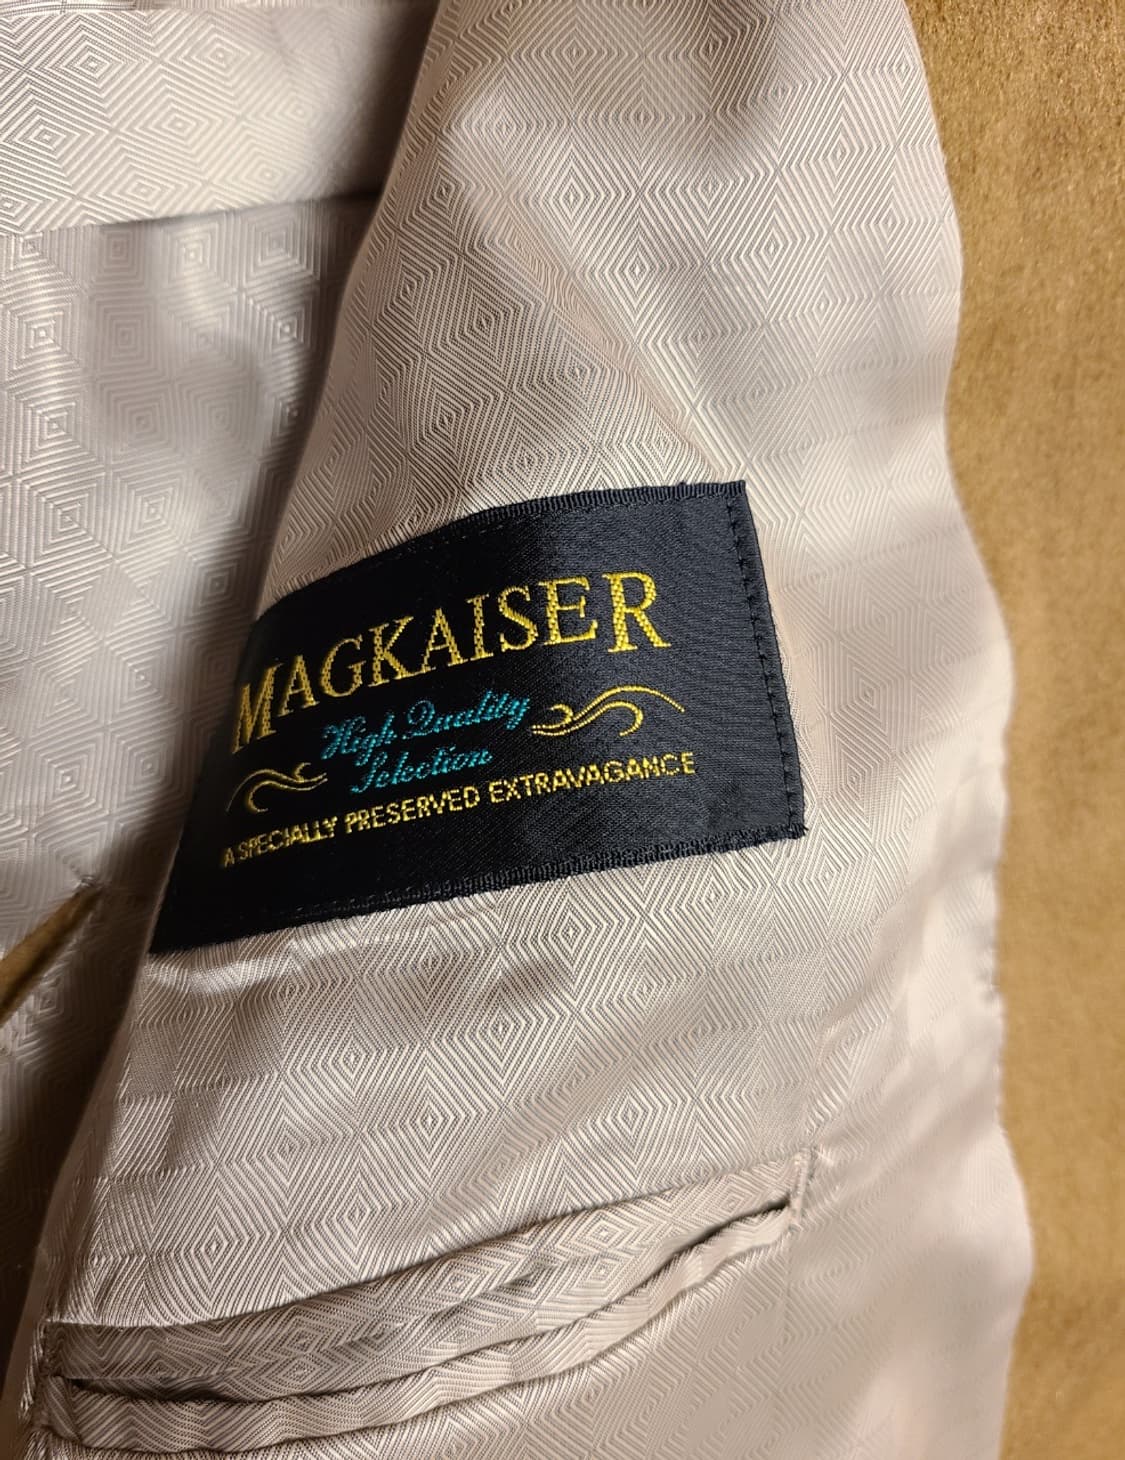 MAGKAISER
High Quality
Selection
A SPECIALLY PRESERVED EXTRAVAGANCE